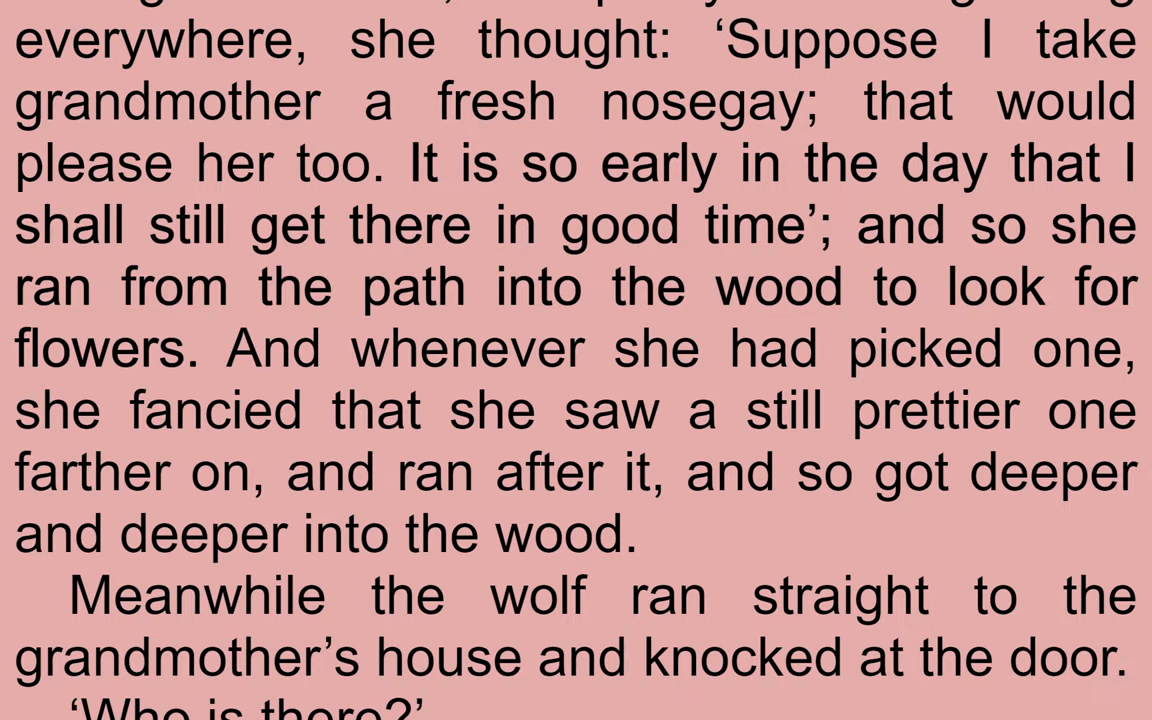 everywhere, she thought: ‘Suppose I take
grandmother a fresh nosegay; that would
please her too. It is so early in the day that I
shall still get there in good time’; and so she
ran from the path into the wood to look for
flowers. And whenever she had picked one,
she fancied that she saw a still prettier one
farther on, and ran after it, and so got deeper
and deeper into the wood.
Meanwhile the wolf ran straight to the
grandmother’s house and knocked at the door.
‘Who is there?’